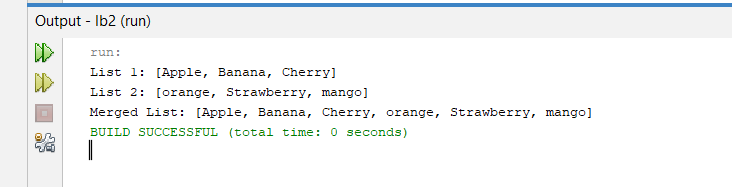 Output - lb2 (run)
run:
List 1: [Apple, Banana, Cherry]
List 2: [orange, Strawberry, mango]
Merged List: [Apple, Banana, Cherry, orange, Strawberry, mango]
BUILD SUCCESSFUL (total time: 0 seconds)